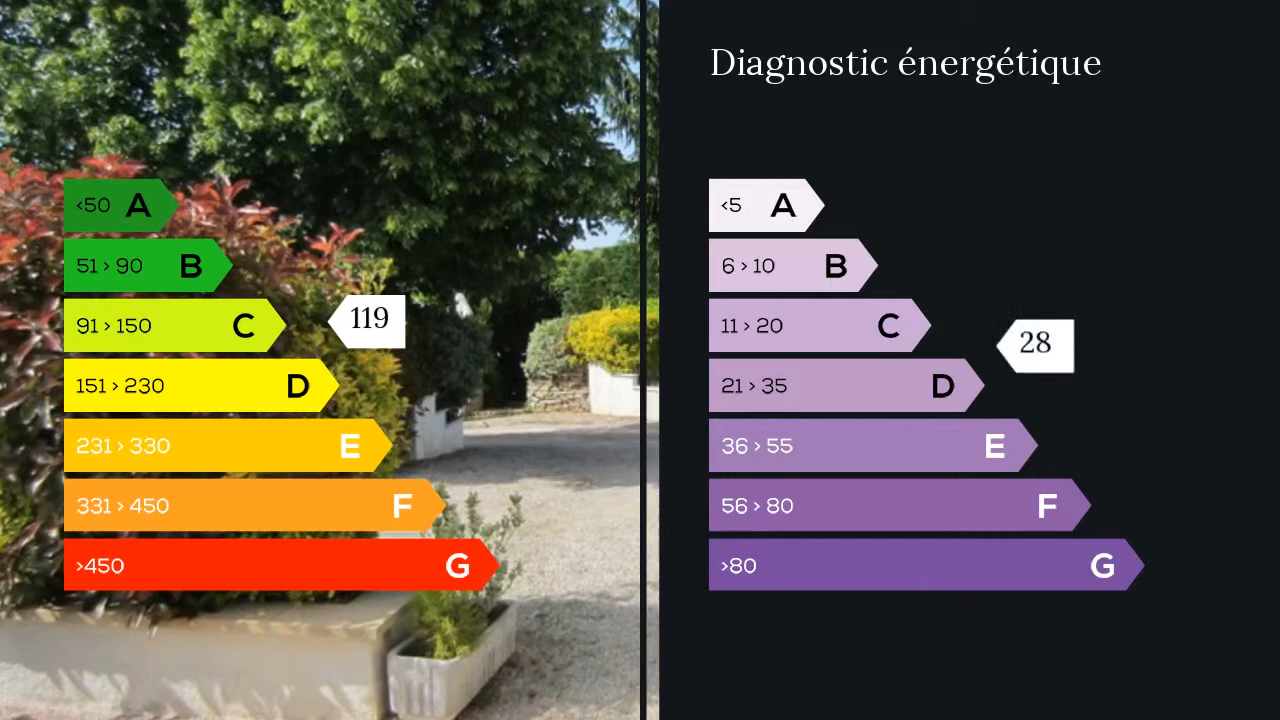 Diagnostic énergétique
<50 A
51 > 90 B
91 > 150 C
119
151 > 230 D
231 > 330 E
331 > 450 F
>450 G
<5 A
6 > 10 B
11 > 20 C
28
21 > 35 D
36 > 55 E
56 > 80 F
>80 G